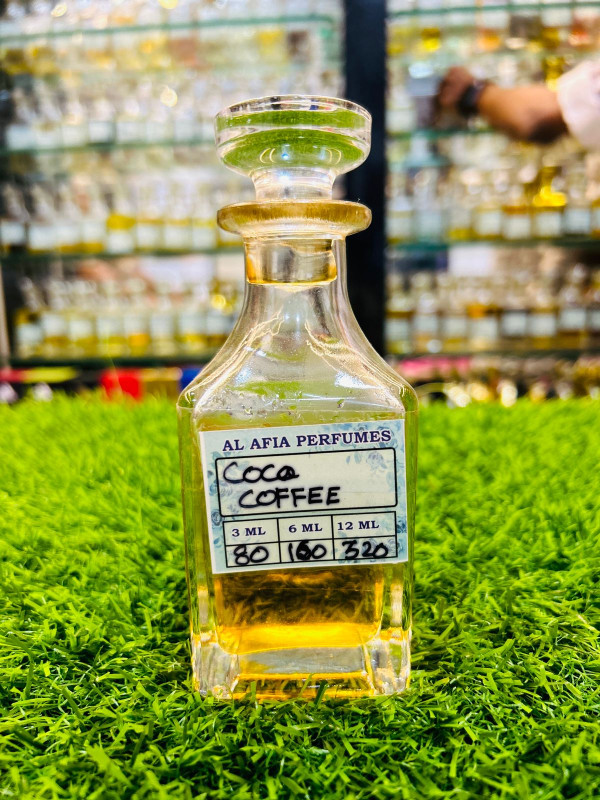 AL AFIA PERFUMES
COCO
COFFEE
3 ML 6 ML 12 ML
80 160 320